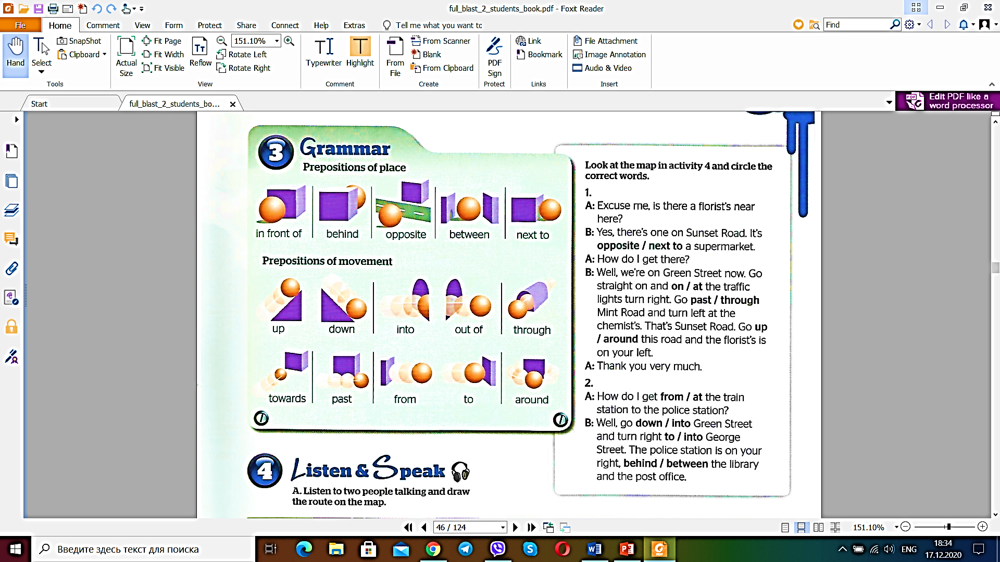 full_blast_2_students_book.pdf - Foxit Reader
File Home Comment View Form Protect Share Connect Help Extras Tell me what you want to Find
Hand
Select
SnapShot
Clipboard
Tools
Actual Size
Fit Page
Fit Width
Fit Visible
Reflow
151.10%
Rotate Left
Rotate Right
View
Typewriter
Highlight
Comment
From File
From Scanner
Blank
From Clipboard
Create
PDF Sign
Protect
Link
Bookmark
Links
File Attachment
Image Annotation
Audio & Video
Insert
Start
full_blast_2_students_bo...
Edit PDF like a
word processor
3 Grammar
Prepositions of place
in front of behind opposite between next to
Prepositions of movement
up down into out of through
towards past from to around
4 Listen & Speak
A. Listen to two people talking and draw
the route on the map.
Look at the map in activity 4 and circle the
correct words.
1.
A: Excuse me, is there a florist's near
here?
B: Yes, there's one on Sunset Road. It's
opposite / next to a supermarket.
A: How do I get there?
B: Well, we're on Green Street now. Go
straight on and on / at the traffic
lights turn right. Go past / through
Mint Road and turn left at the
chemist's. That's Sunset Road. Go up
/ around this road and the florist's is
on your left.
A: Thank you very much.
2.
A: How do I get from / at the train
station to the police station?
B: Well, go down / into Green Street
and turn right to / into George
Street. The police station is on your
right, behind / between the library
and the post office.
46 / 124
151.10%
Введите здесь текст для поиска
ENG
18:34
17.12.2020